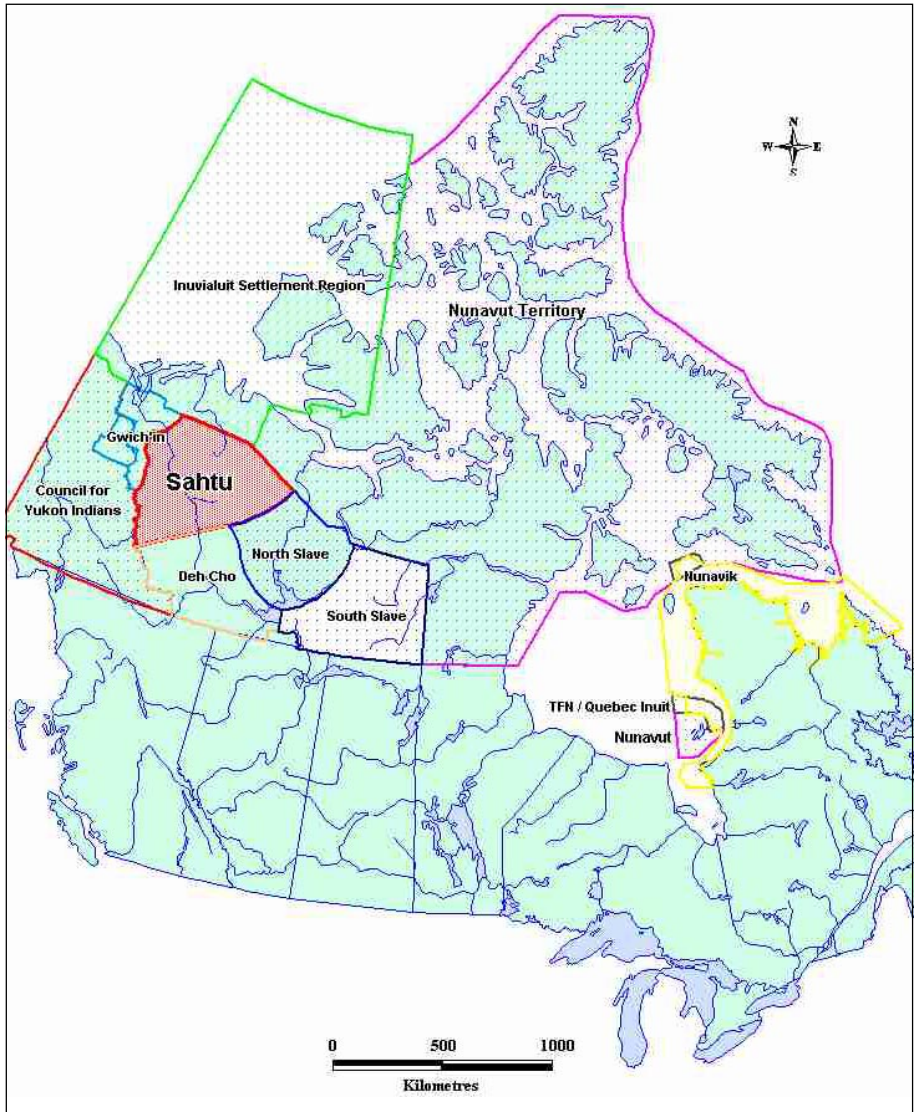 N
W E
S
Inuvialuit Settlement Region
Nunavut Territory
Gwich'in
Sahtu
Council for
Yukon Indians
North Slave
Deh Cho
Nunavik
South Slave
TFN / Quebec Inuit
Nunavut
0 500 1000
Kilometres